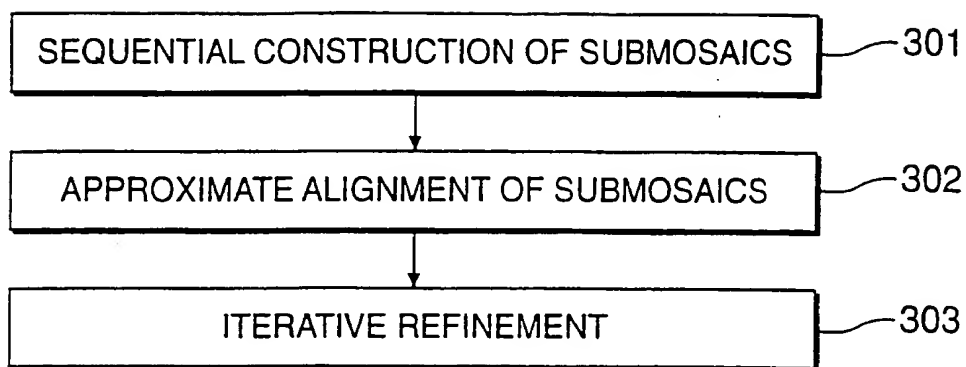 SEQUENTIAL CONSTRUCTION OF SUBMOSAICS 301
APPROXIMATE ALIGNMENT OF SUBMOSAICS 302
ITERATIVE REFINEMENT 303